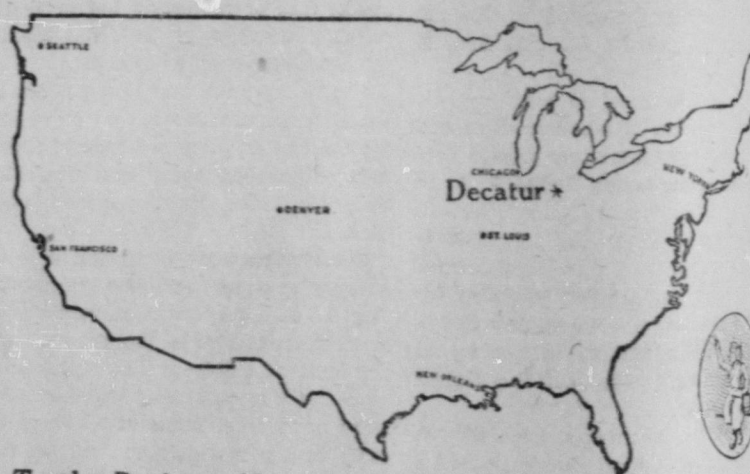 SEATTLE
CHICAGO
NEW YORK
Decatur *
DENVER
ST. LOUIS
SAN FRANCISCO
NEW ORLEANS